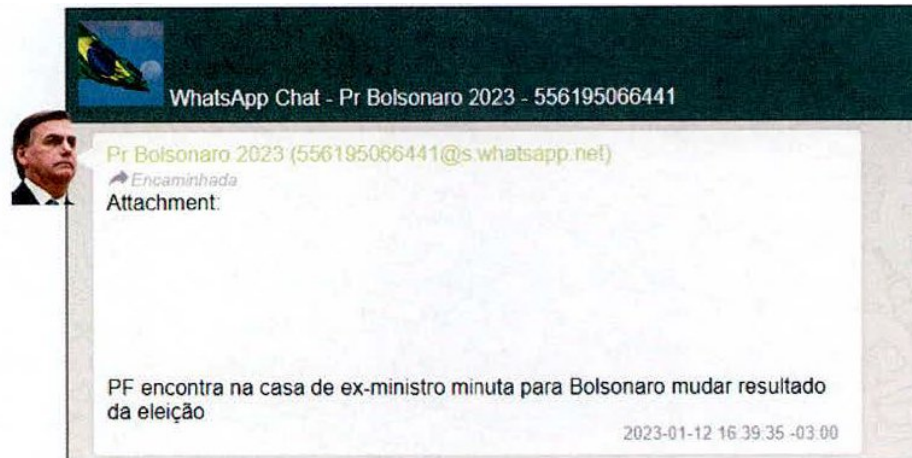 WhatsApp Chat - Pr Bolsonaro 2023 - 556195066441
Pr Bolsonaro 2023 (556195066441@s.whatsapp.net)
Encaminhada
Attachment:
PF encontra na casa de ex-ministro minuta para Bolsonaro mudar resultado
da eleição
2023-01-12 16:39:35 -03:00